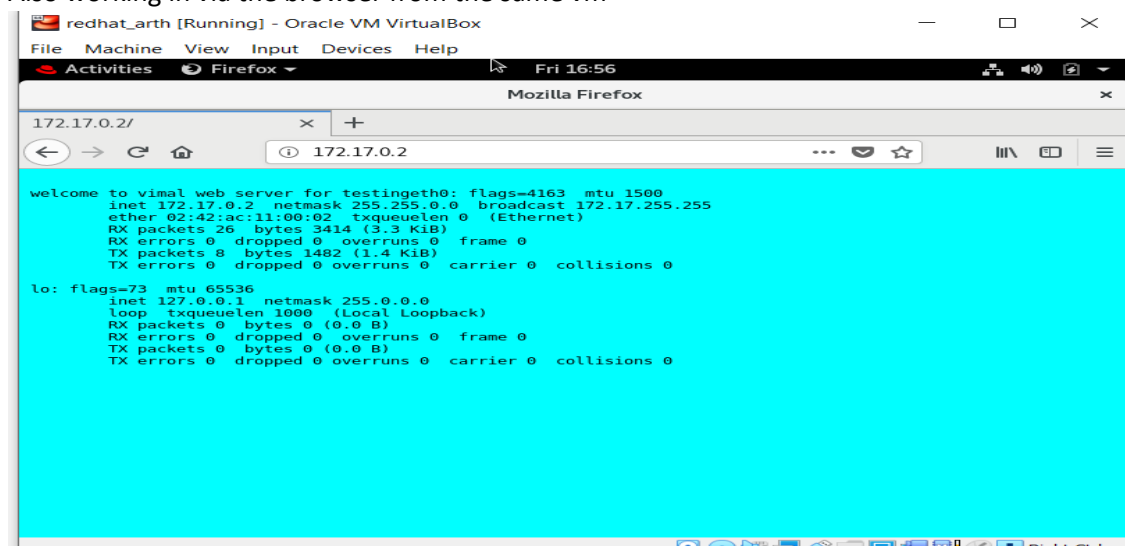 redhat_arth [Running] - Oracle VM VirtualBox
File Machine View Input Devices Help
Activities Firefox Fri 16:56
Mozilla Firefox
172.17.0.2/
172.17.0.2
welcome to vimal web server for testingeth0: flags=4163 mtu 1500
inet 172.17.0.2 netmask 255.255.0.0 broadcast 172.17.255.255
ether 02:42:ac:11:00:02 txqueuelen 0 (Ethernet)
RX packets 26 bytes 3414 (3.3 KiB)
RX errors 0 dropped 0 overruns 0 frame 0
TX packets 8 bytes 1482 (1.4 KiB)
TX errors 0 dropped 0 overruns 0 carrier 0 collisions 0
lo: flags=73 mtu 65536
inet 127.0.0.1 netmask 255.0.0.0
loop txqueuelen 1000 (Local Loopback)
RX packets 0 bytes 0 (0.0 B)
RX errors 0 dropped 0 overruns 0 frame 0
TX packets 0 bytes 0 (0.0 B)
TX errors 0 dropped 0 overruns 0 carrier 0 collisions 0